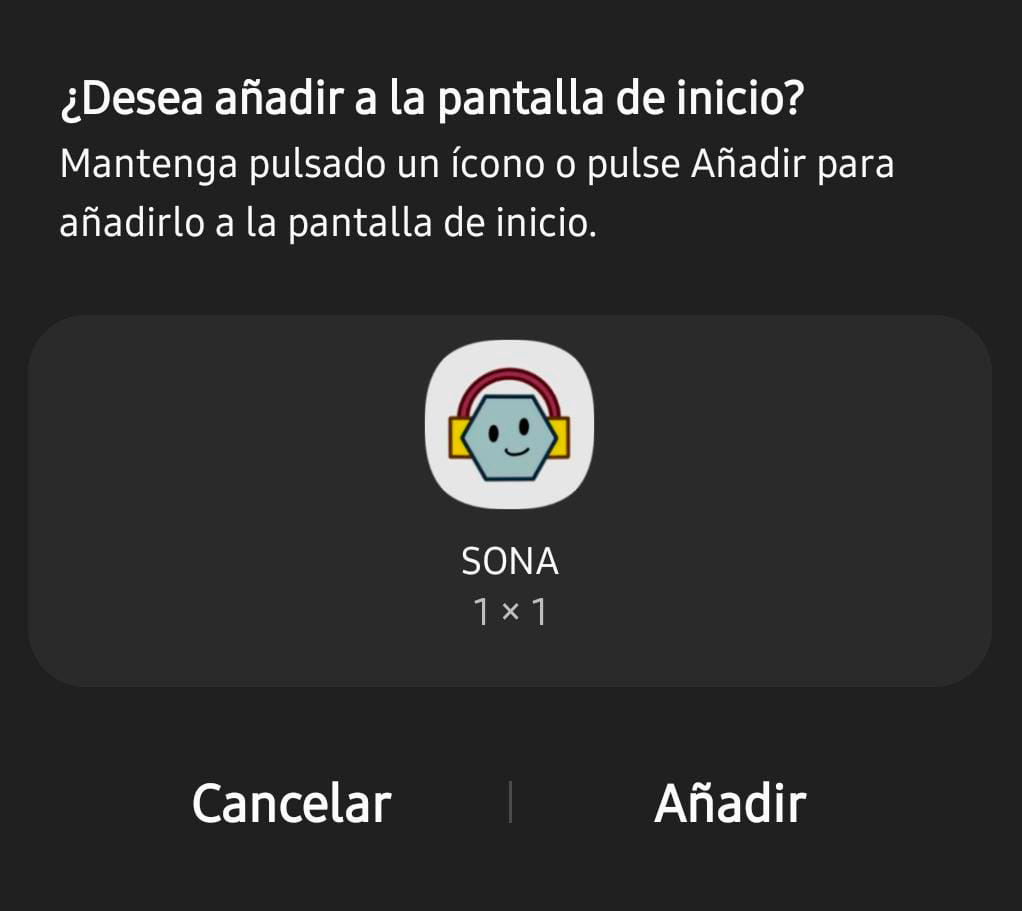 ¿Desea añadir a la pantalla de inicio?
Mantenga pulsado un ícono o pulse Añadir para
añadirlo a la pantalla de inicio.
SONA
1 × 1
Cancelar
Añadir